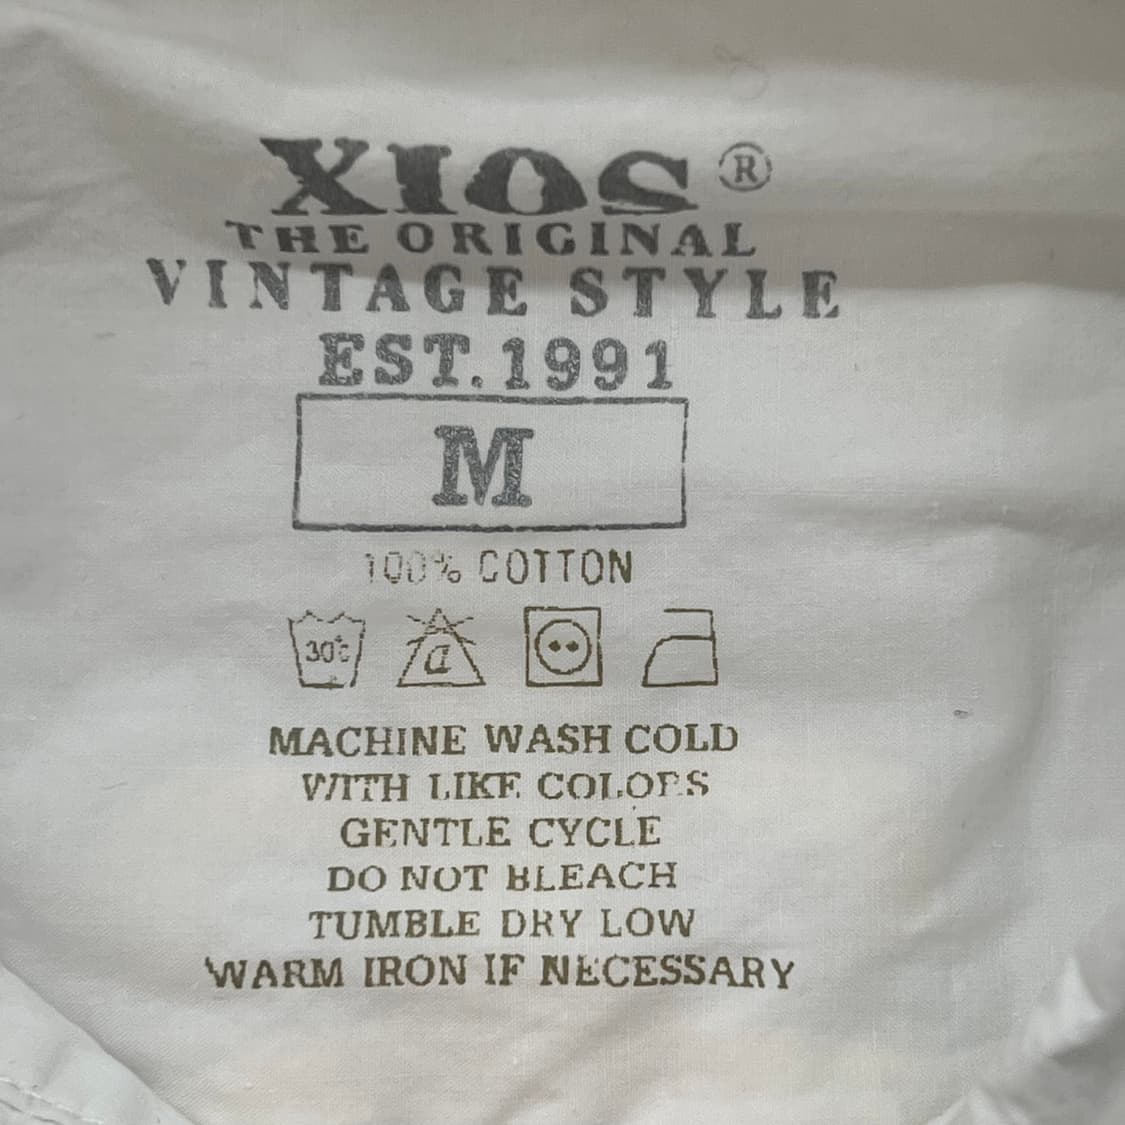 XIOS ®
THE ORIGINAL
VINTAGE STYLE
EST. 1991
M
100% COTTON
30°C
a
MACHINE WASH COLD
WITH LIKE COLORS
GENTLE CYCLE
DO NOT BLEACH
TUMBLE DRY LOW
WARM IRON IF NECESSARY